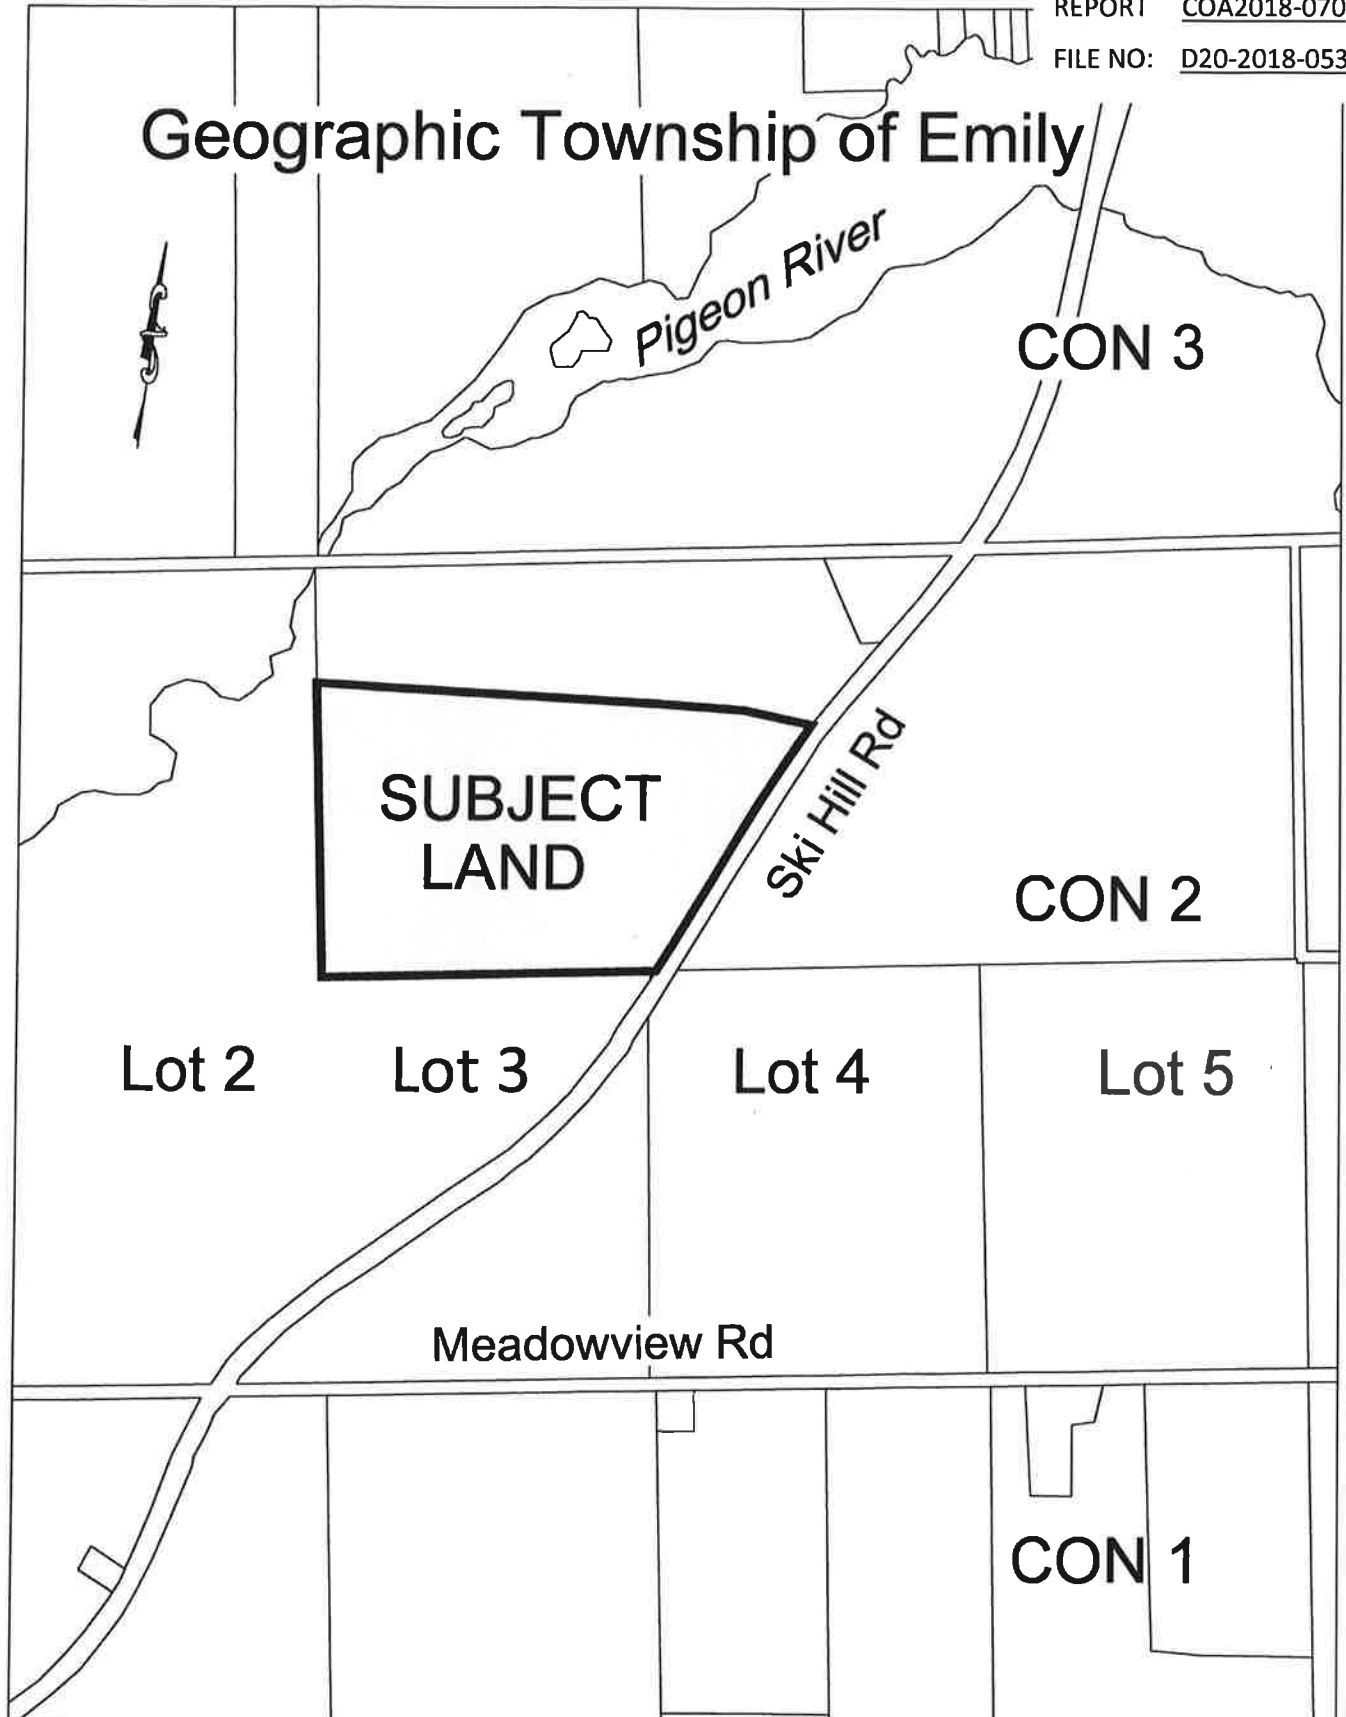 REPORT COA2018-070
FILE NO: D20-2018-053
Geographic Township of Emily
Pigeon River
CON 3
SUBJECT
LAND
Ski Hill Rd
CON 2
Lot 2 Lot 3 Lot 4 Lot 5
Meadowview Rd
CON 1